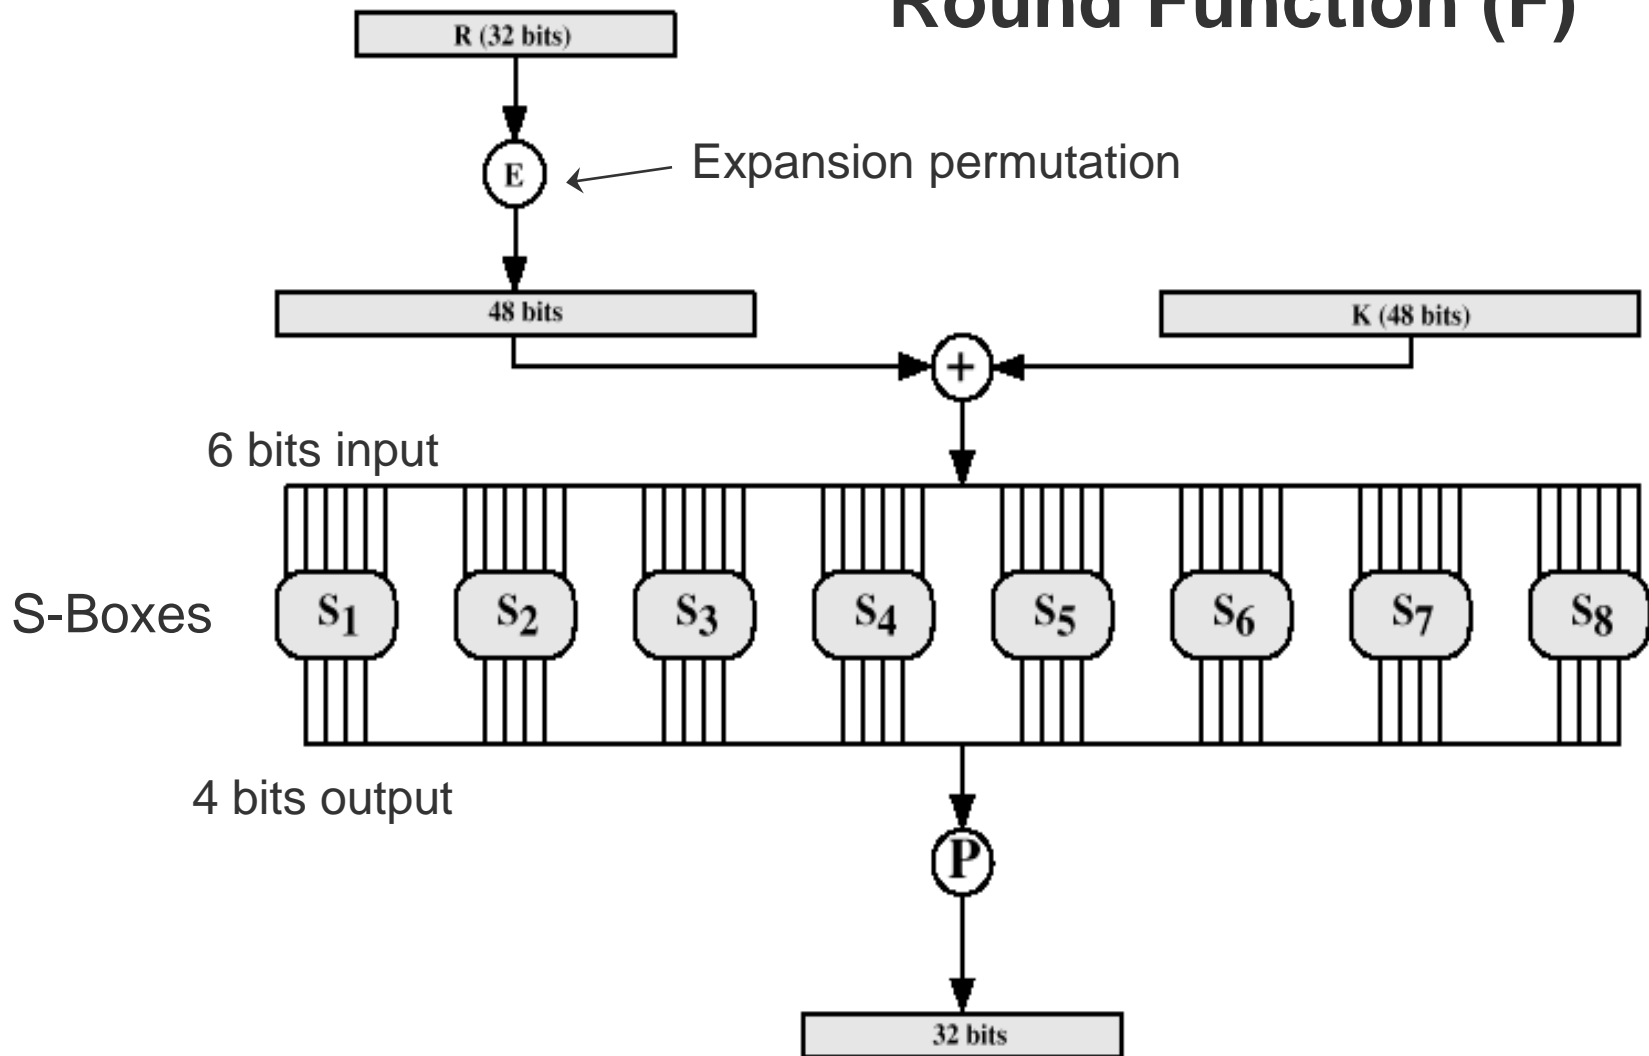 Round Function (F)
R (32 bits)
E
Expansion permutation
48 bits
K (48 bits)
+
6 bits input
S-Boxes
S1 S2 S3 S4 S5 S6 S7 S8
4 bits output
P
32 bits